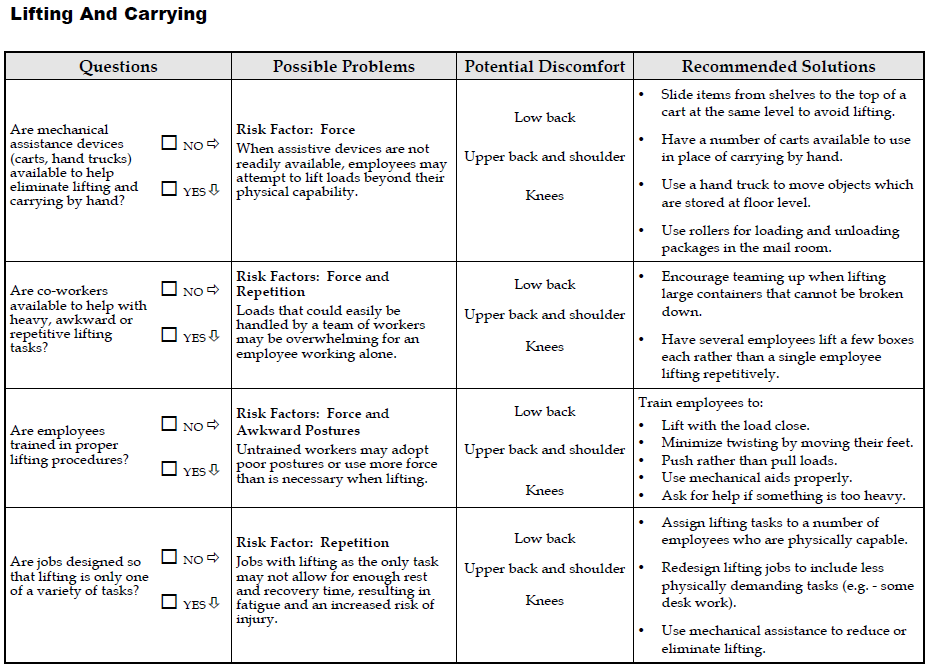 Lifting And Carrying
Questions
Possible Problems
Potential Discomfort
Recommended Solutions
Are mechanical
assistance devices
(carts, hand trucks)
available to help
eliminate lifting and
carrying by hand?
☐ NO ⇨
☐ YES ⇩
Risk Factor:  Force
When assistive devices are not
readily available, employees may
attempt to lift loads beyond their
physical capability.
Low back
Upper back and shoulder
Knees
• Slide items from shelves to the top of a
cart at the same level to avoid lifting.
• Have a number of carts available to use
in place of carrying by hand.
• Use a hand truck to move objects which
are stored at floor level.
• Use rollers for loading and unloading
packages in the mail room.
Are co-workers
available to help with
heavy, awkward or
repetitive lifting
tasks?
☐ NO ⇨
☐ YES ⇩
Risk Factors:  Force and
Repetition
Loads that could easily be
handled by a team of workers
may be overwhelming for an
employee working alone.
Low back
Upper back and shoulder
Knees
• Encourage teaming up when lifting
large containers that cannot be broken
down.
• Have several employees lift a few boxes
each rather than a single employee
lifting repetitively.
Are employees
trained in proper
lifting procedures?
☐ NO ⇨
☐ YES ⇩
Risk Factors:  Force and
Awkward Postures
Untrained workers may adopt
poor postures or use more force
than is necessary when lifting.
Low back
Upper back and shoulder
Knees
Train employees to:
• Lift with the load close.
• Minimize twisting by moving their feet.
• Push rather than pull loads.
• Use mechanical aids properly.
• Ask for help if something is too heavy.
Are jobs designed so
that lifting is only one
of a variety of tasks?
☐ NO ⇨
☐ YES ⇩
Risk Factor:  Repetition
Jobs with lifting as the only task
may not allow for enough rest
and recovery time, resulting in
fatigue and an increased risk of
injury.
Low back
Upper back and shoulder
Knees
• Assign lifting tasks to a number of
employees who are physically capable.
• Redesign lifting jobs to include less
physically demanding tasks (e.g. - some
desk work).
• Use mechanical assistance to reduce or
eliminate lifting.